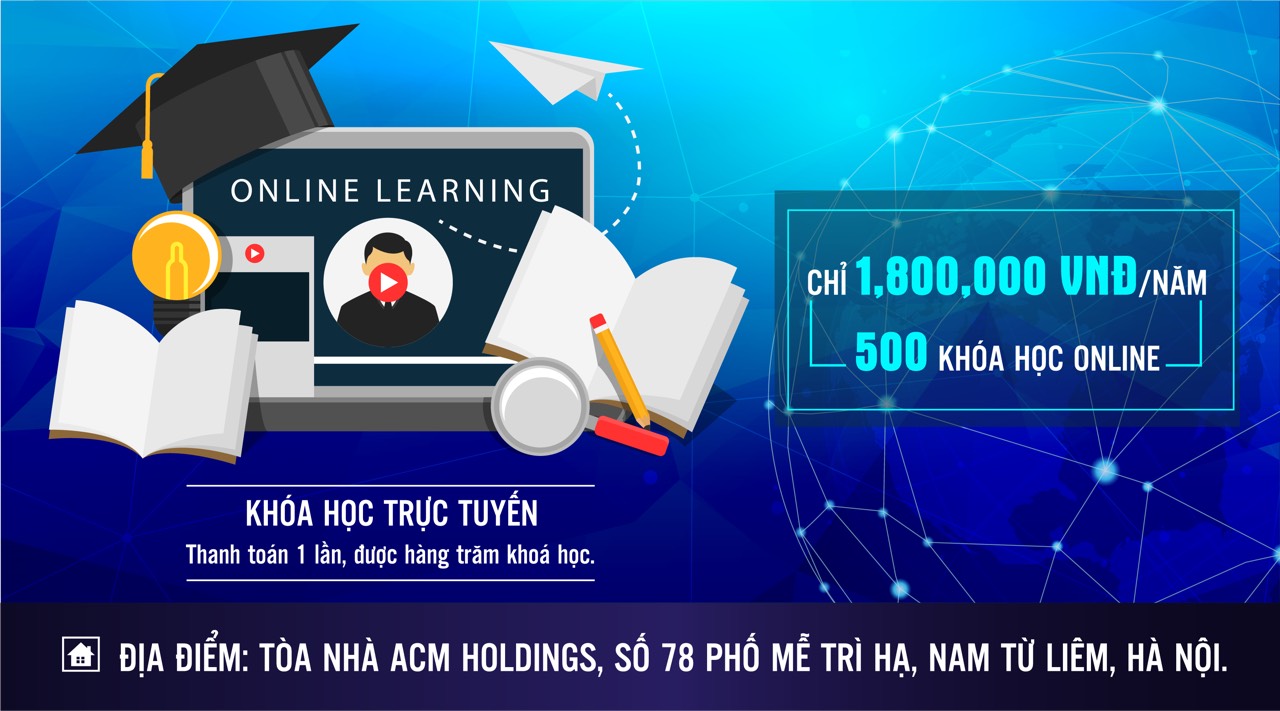 ONLINE LEARNING
CHỈ 1,800,000 VNĐ/NĂM
500 KHÓA HỌC ONLINE
KHÓA HỌC TRỰC TUYẾN
Thanh toán 1 lần, được hàng trăm khoá học.
ĐỊA ĐIỂM: TÒA NHÀ ACM HOLDINGS, SỐ 78 PHỐ MỄ TRÌ HẠ, NAM TỪ LIÊM, HÀ NỘI.